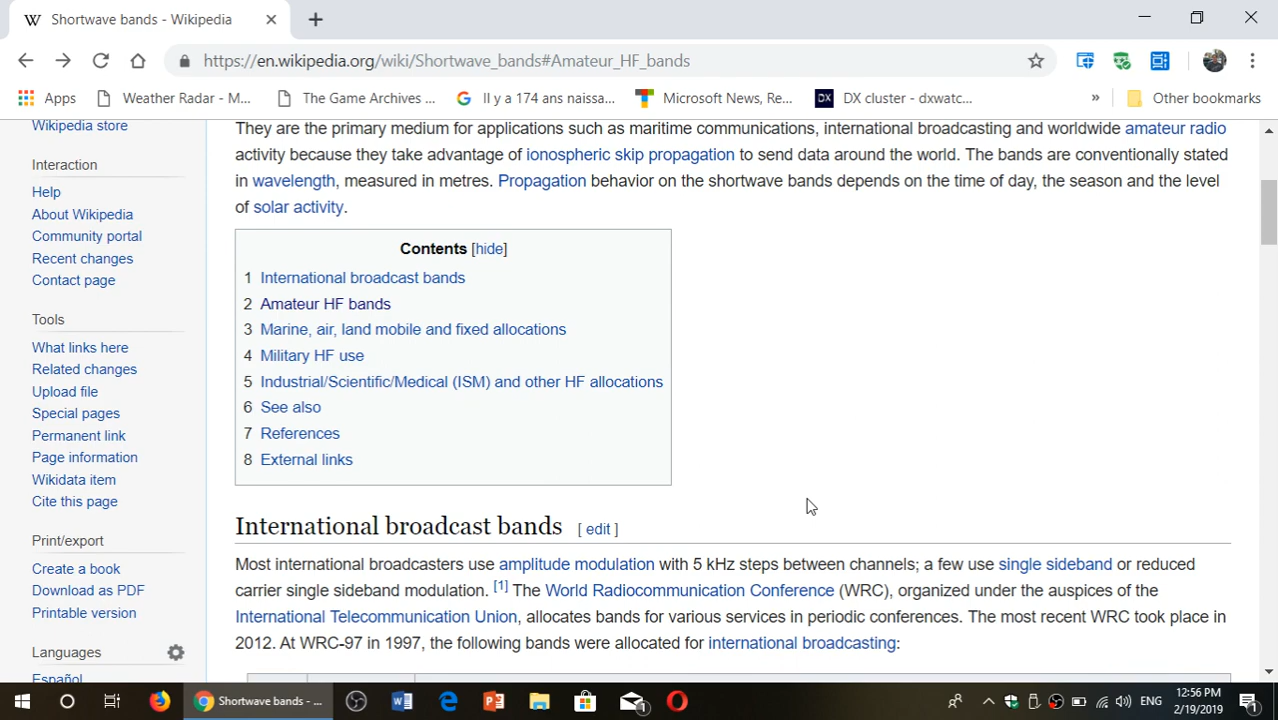 Shortwave bands - Wikipedia
https://en.wikipedia.org/wiki/Shortwave_bands#Amateur_HF_bands
Apps Weather Radar - M... The Game Archives ... Il y a 174 ans naissa... Microsoft News, Re... DX DX cluster - dxwatc... » Other bookmarks
Wikipedia store
Interaction
Help
About Wikipedia
Community portal
Recent changes
Contact page
Tools
What links here
Related changes
Upload file
Special pages
Permanent link
Page information
Wikidata item
Cite this page
Print/export
Create a book
Download as PDF
Printable version
Languages
Español
They are the primary medium for applications such as maritime communications, international broadcasting and worldwide amateur radio
activity because they take advantage of ionospheric skip propagation to send data around the world. The bands are conventionally stated
in wavelength, measured in metres. Propagation behavior on the shortwave bands depends on the time of day, the season and the level
of solar activity.
Contents [hide]
1 International broadcast bands
2 Amateur HF bands
3 Marine, air, land mobile and fixed allocations
4 Military HF use
5 Industrial/Scientific/Medical (ISM) and other HF allocations
6 See also
7 References
8 External links
International broadcast bands [ edit ]
Most international broadcasters use amplitude modulation with 5 kHz steps between channels; a few use single sideband or reduced
carrier single sideband modulation. [1] The World Radiocommunication Conference (WRC), organized under the auspices of the
International Telecommunication Union, allocates bands for various services in periodic conferences. The most recent WRC took place in
2012. At WRC-97 in 1997, the following bands were allocated for international broadcasting:
Shortwave bands - ... 1 ENG 12:56 PM
2/19/2019 1